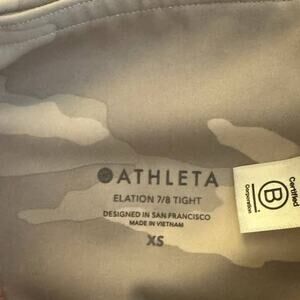 ATHLETA
ELATION 7/8 TIGHT
DESIGNED IN SAN FRANCISCO
MADE IN VIETNAM
XS
Certified
B
Corporation